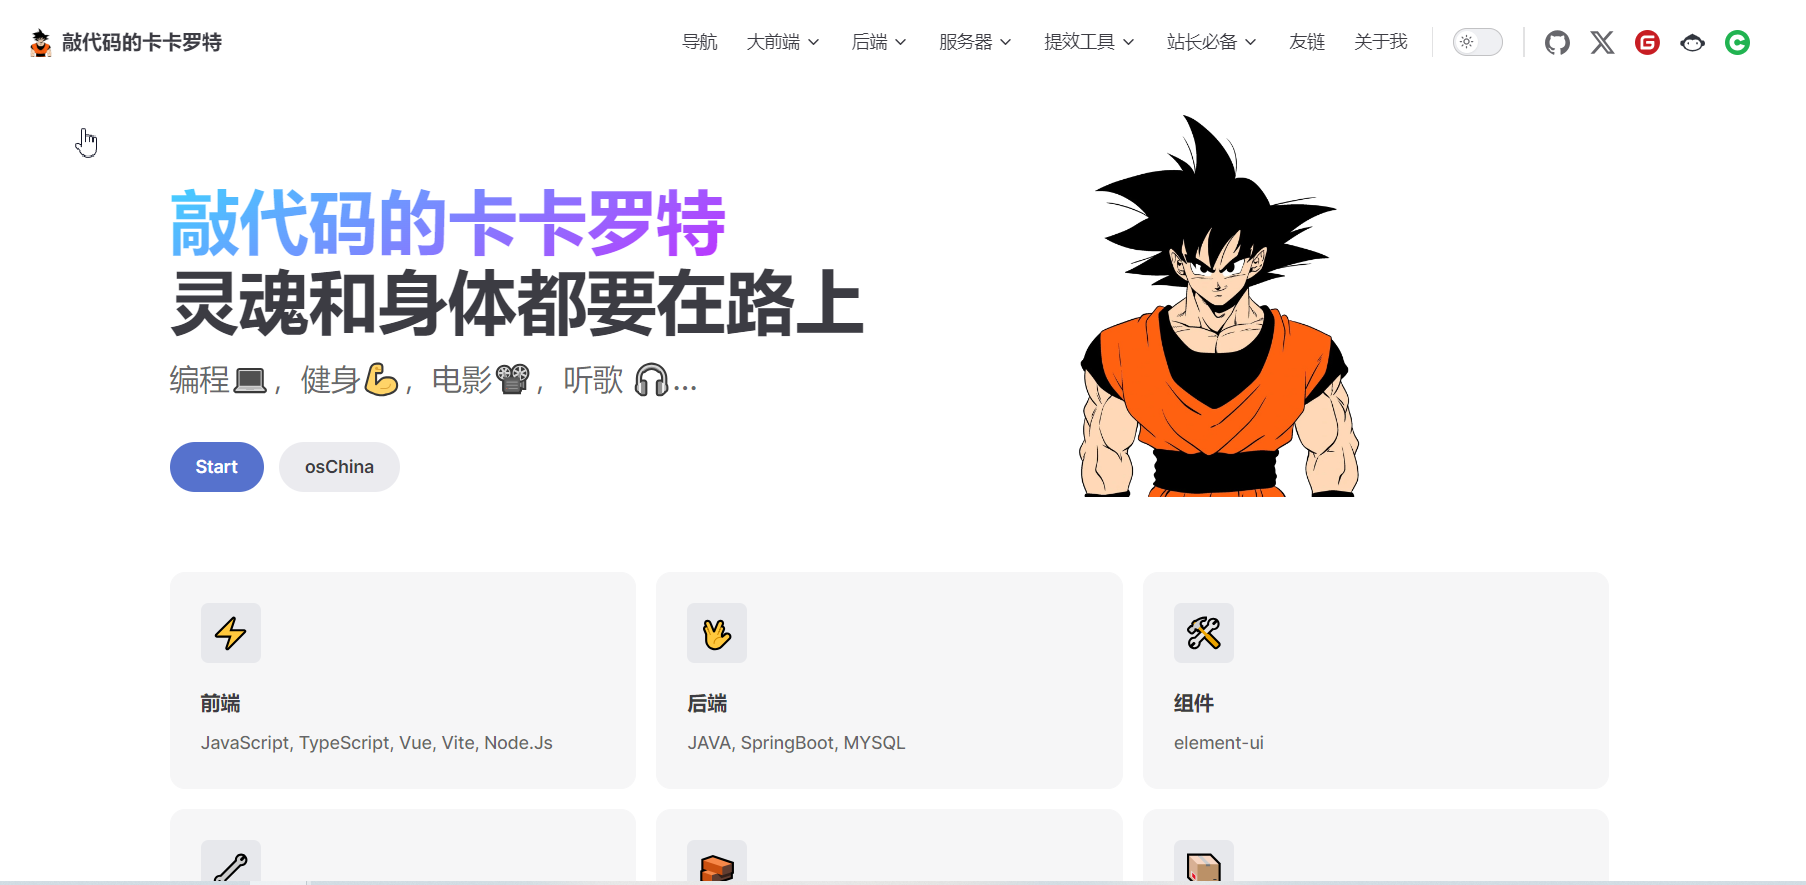 敲代码的卡卡罗特 导航 大前端 后端 服务器 提效工具 站长必备 友链 关于我
敲代码的卡卡罗特
灵魂和身体都要在路上
编程💻，健身💪，电影📽，听歌 🎧...
Start osChina
前端 后端 组件
JavaScript, TypeScript, Vue, Vite, Node.Js JAVA, SpringBoot, MYSQL element-ui